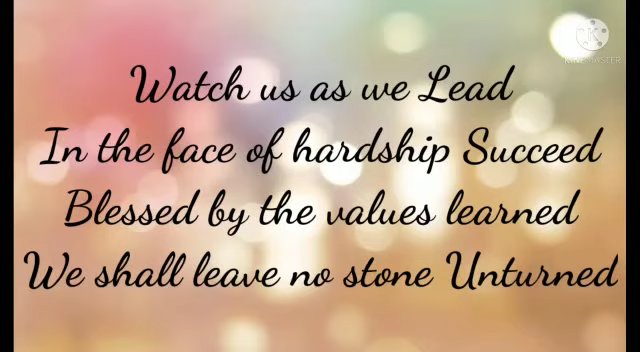 Watch us as we Lead
In the face of hardship Succeed
Blessed by the values learned
We shall leave no stone Unturned
KINEMASTER